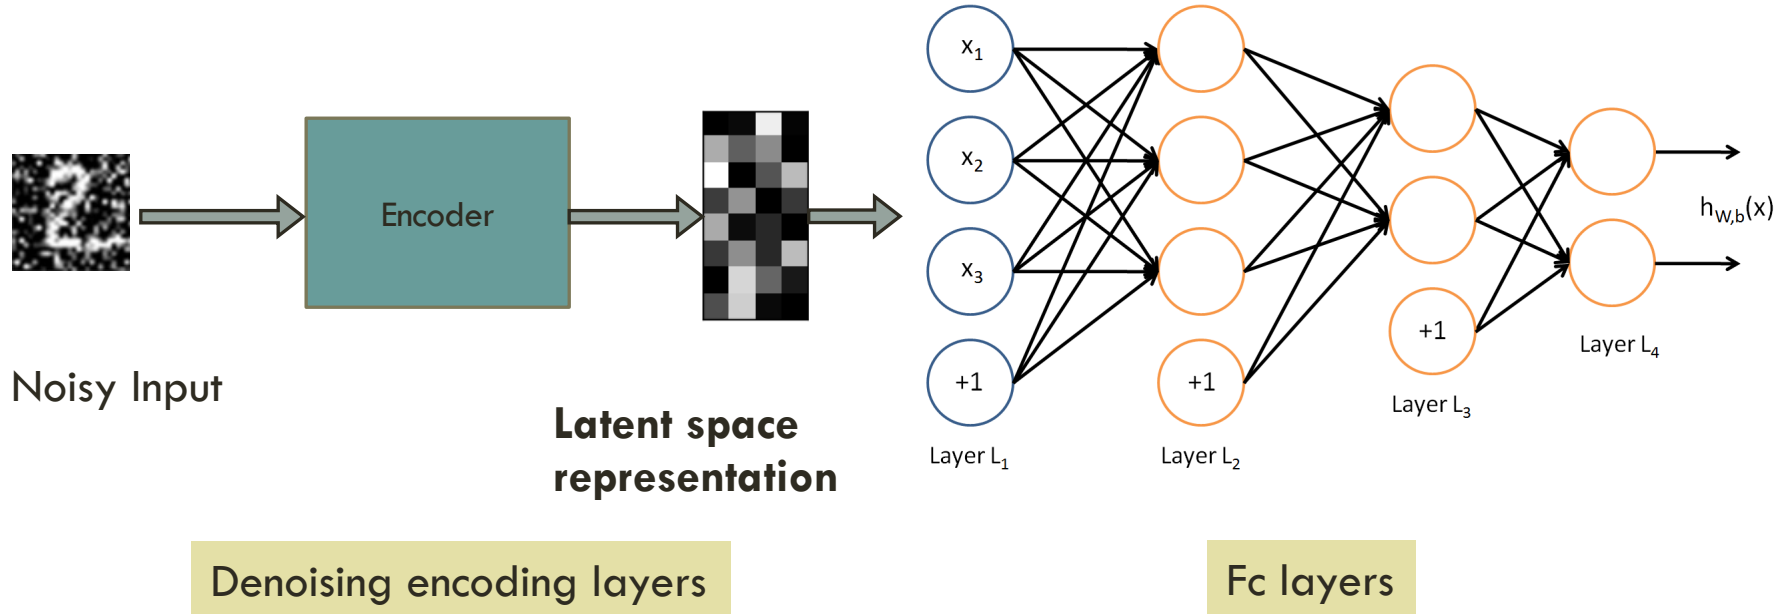 Noisy Input
Encoder
Latent space
representation
Denoising encoding layers
x1
x2
x3
+1
Layer L1
+1
Layer L2
+1
Layer L3
Layer L4
hW,b(x)
Fc layers